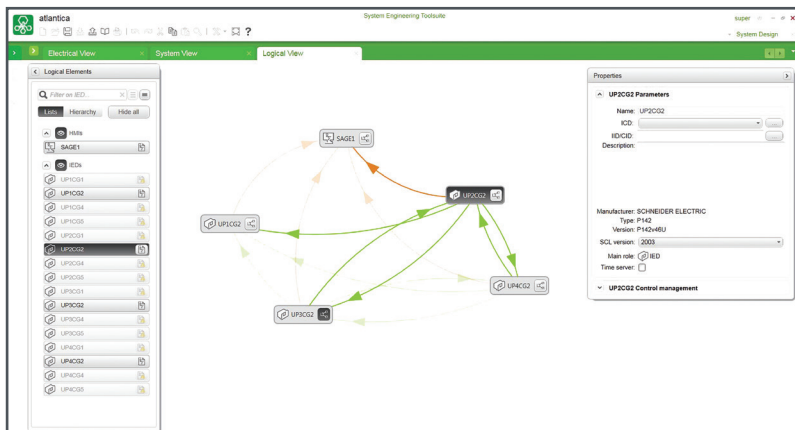 atlantica
System Engineering Toolsuite
super
System Design
Electrical View
System View
Logical View
Logical Elements
Filter as IED...
Lists
Hierarchy
Hide all
HMIs
SAGE1
IEDs
UP1CG1
UP1CG2
UP1CG4
UP1CG5
UP2CG1
UP2CG2
UP2CG4
UP2CG5
UP3CG1
UP3CG2
UP3CG4
UP3CG5
UP4CG1
UP4CG2
UP4CG4
UP4CG5
SAGE1
UP2CG2
UP1CG2
UP4CG2
UP3CG2
Properties
UP2CG2 Parameters
Name: UP2CG2
ICD:
IID/CID:
Description:
Manufacturer: SCHNEIDER ELECTRIC
Type: P142
Version: P142v46U
SCL version: 2003
Main role: IED
Time server:
UP2CG2 Control management